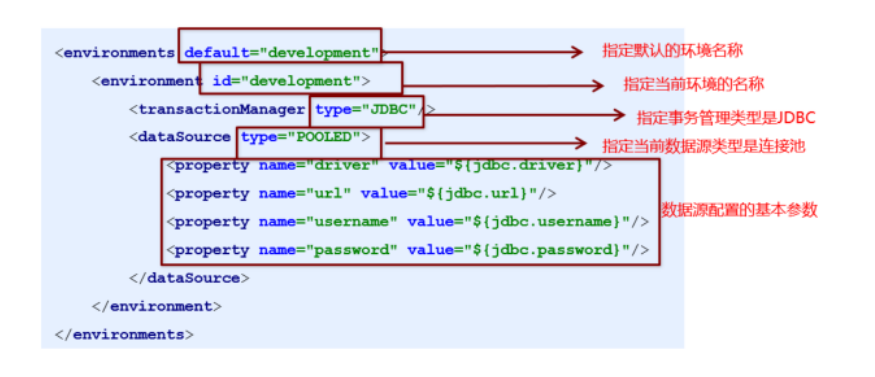 <environments default="development"> 指定默认的环境名称
<environment id="development"> 指定当前环境的名称
<transactionManager type="JDBC"/> 指定事务管理类型是JDBC
<dataSource type="POOLED"> 指定当前数据源类型是连接池
<property name="driver" value="${jdbc.driver}"/>
<property name="url" value="${jdbc.url}"/>
<property name="username" value="${jdbc.username}"/> 数据源配置的基本参数
<property name="password" value="${jdbc.password}"/>
</dataSource>
</environment>
</environments>